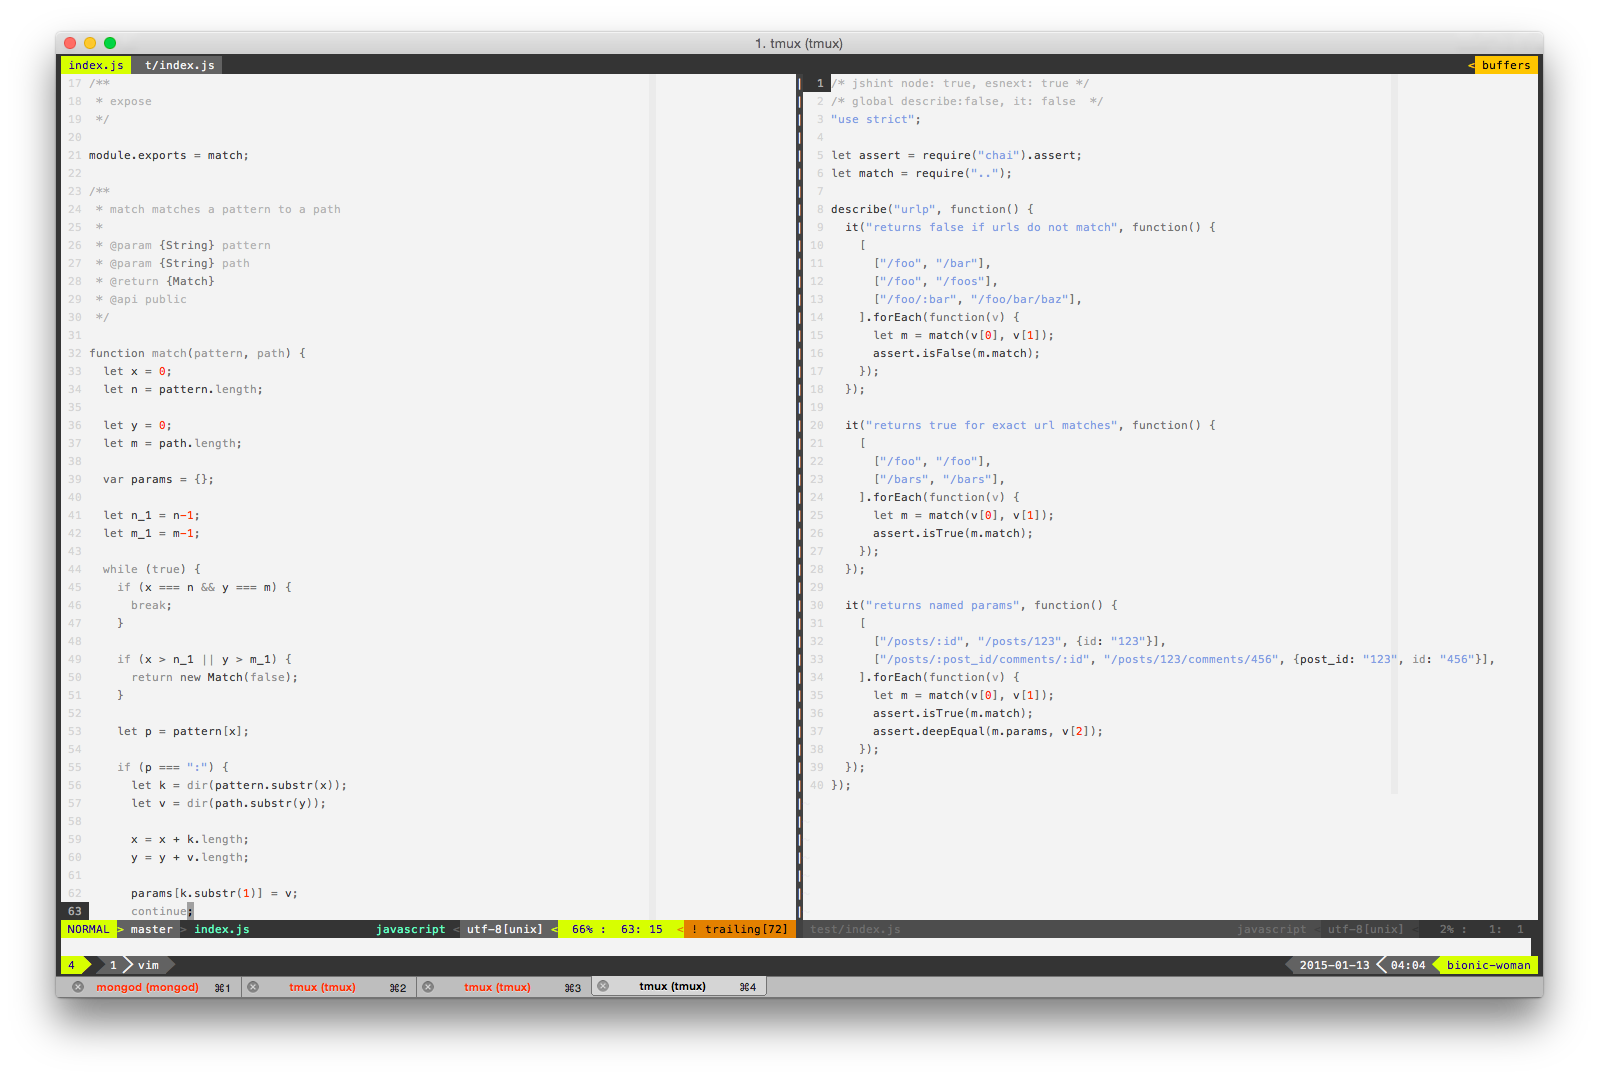 1. tmux (tmux)
index.js t/index.js < buffers
17 /**
18  * expose
19  */
20
21 module.exports = match;
22
23 /**
24  * match matches a pattern to a path
25  *
26  * @param {String} pattern
27  * @param {String} path
28  * @return {Match}
29  * @api public
30  */
31
32 function match(pattern, path) {
33   let x = 0;
34   let n = pattern.length;
35
36   let y = 0;
37   let m = path.length;
38
39   var params = {};
40
41   let n_1 = n-1;
42   let m_1 = m-1;
43
44   while (true) {
45     if (x === n && y === m) {
46       break;
47     }
48
49     if (x > n_1 || y > m_1) {
50       return new Match(false);
51     }
52
53     let p = pattern[x];
54
55     if (p === ":") {
56       let k = dir(pattern.substr(x));
57       let v = dir(path.substr(y));
58
59       x = x + k.length;
60       y = y + v.length;
61
62       params[k.substr(1)] = v;
63       continue;
1 /* jshint node: true, esnext: true */
2 /* global describe:false, it: false  */
3 "use strict";
4
5 let assert = require("chai").assert;
6 let match = require("..");
7
8 describe("urlp", function() {
9   it("returns false if urls do not match", function() {
10     [
11       ["/foo", "/bar"],
12       ["/foo", "/foos"],
13       ["/foo/:bar", "/foo/bar/baz"],
14     ].forEach(function(v) {
15       let m = match(v[0], v[1]);
16       assert.isFalse(m.match);
17     });
18   });
19
20   it("returns true for exact url matches", function() {
21     [
22       ["/foo", "/foo"],
23       ["/bars", "/bars"],
24     ].forEach(function(v) {
25       let m = match(v[0], v[1]);
26       assert.isTrue(m.match);
27     });
28   });
29
30   it("returns named params", function() {
31     [
32       ["/posts/:id", "/posts/123", {id: "123"}],
33       ["/posts/:post_id/comments/:id", "/posts/123/comments/456", {post_id: "123", id: "456"}],
34     ].forEach(function(v) {
35       let m = match(v[0], v[1]);
36       assert.isTrue(m.match);
37       assert.deepEqual(m.params, v[2]);
38     });
39   });
40 });
NORMAL > master > index.js javascript < utf-8[unix] < 66% : 63: 15 < ! trailing[72]
test/index.js javascript < utf-8[unix] < 2% : 1: 1
4 1 vim 2015-01-13 04:04 bionic-woman
mongod (mongod) ⌘1 tmux (tmux) ⌘2 tmux (tmux) ⌘3 tmux (tmux) ⌘4